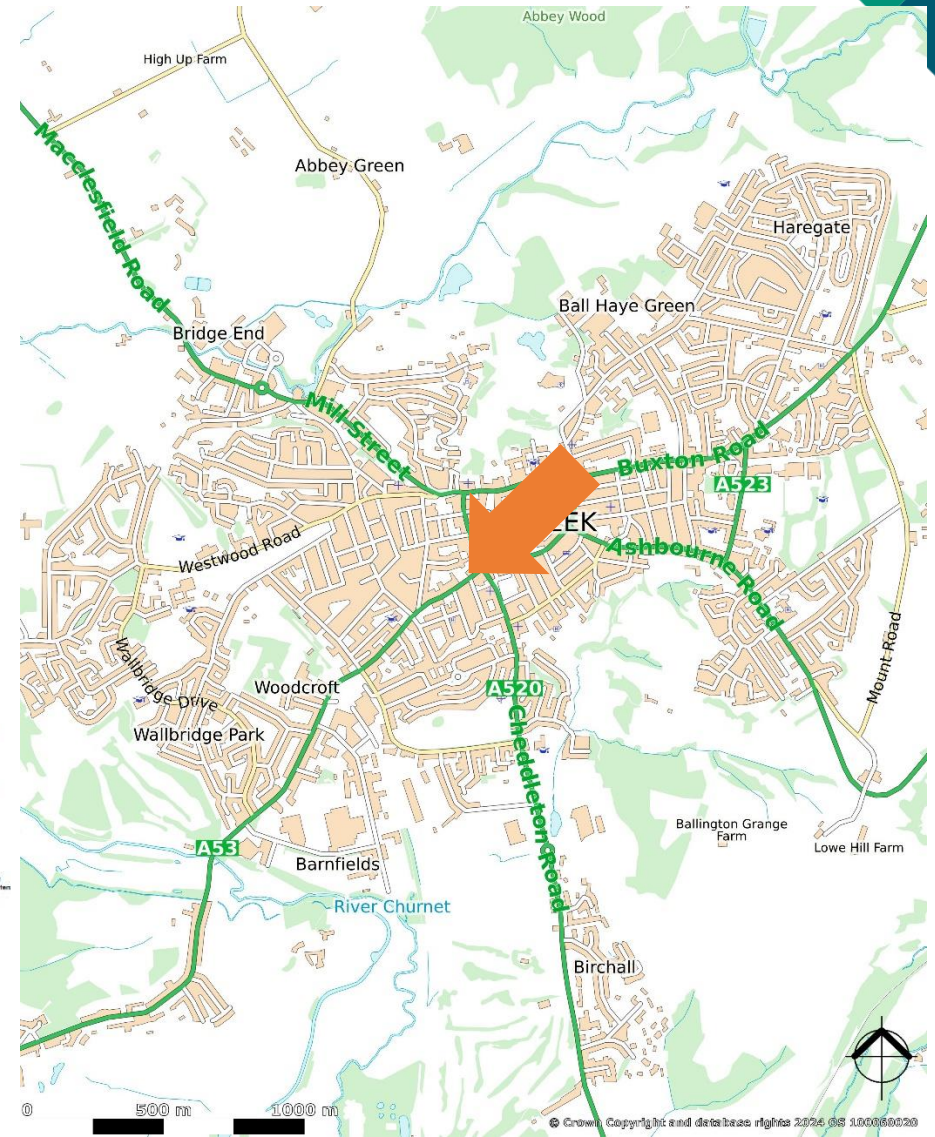 Abbey Wood
High Up Farm
Macclesfield Road
Abbey Green
Haregate
Ball Haye Green
Bridge End
Mill Street
Buxton Road
A523
EEK
Westwood Road
Ashbourne Road
Mount Road
Wallbridge Drive
Woodcroft
A520
Wallbridge Park
Cheddleton Road
Ballington Grange
Farm
Lowe Hill Farm
A53
Barnfields
River Churnet
Birchall
0 500 m 1000 m
© Crown Copyright and database rights 2024 OS 100060020